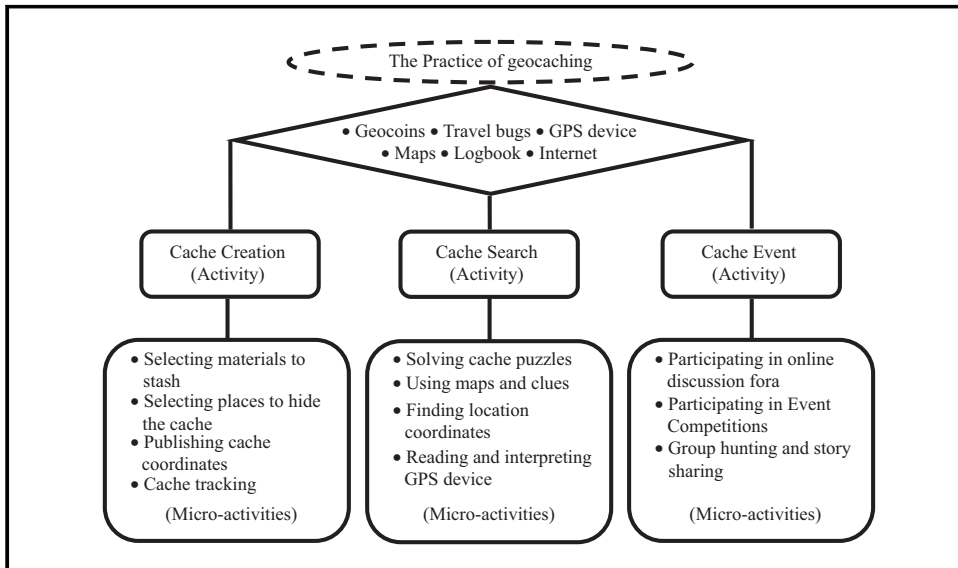 The Practice of geocaching
• Geocoins • Travel bugs • GPS device
• Maps • Logbook • Internet
Cache Creation
(Activity)
Cache Search
(Activity)
Cache Event
(Activity)
• Selecting materials to
stash
• Selecting places to hide
the cache
• Publishing cache
coordinates
• Cache tracking
(Micro-activities)
• Solving cache puzzles
• Using maps and clues
• Finding location
coordinates
• Reading and interpreting
GPS device
(Micro-activities)
• Participating in online
discussion fora
• Participating in Event
Competitions
• Group hunting and story
sharing
(Micro-activities)